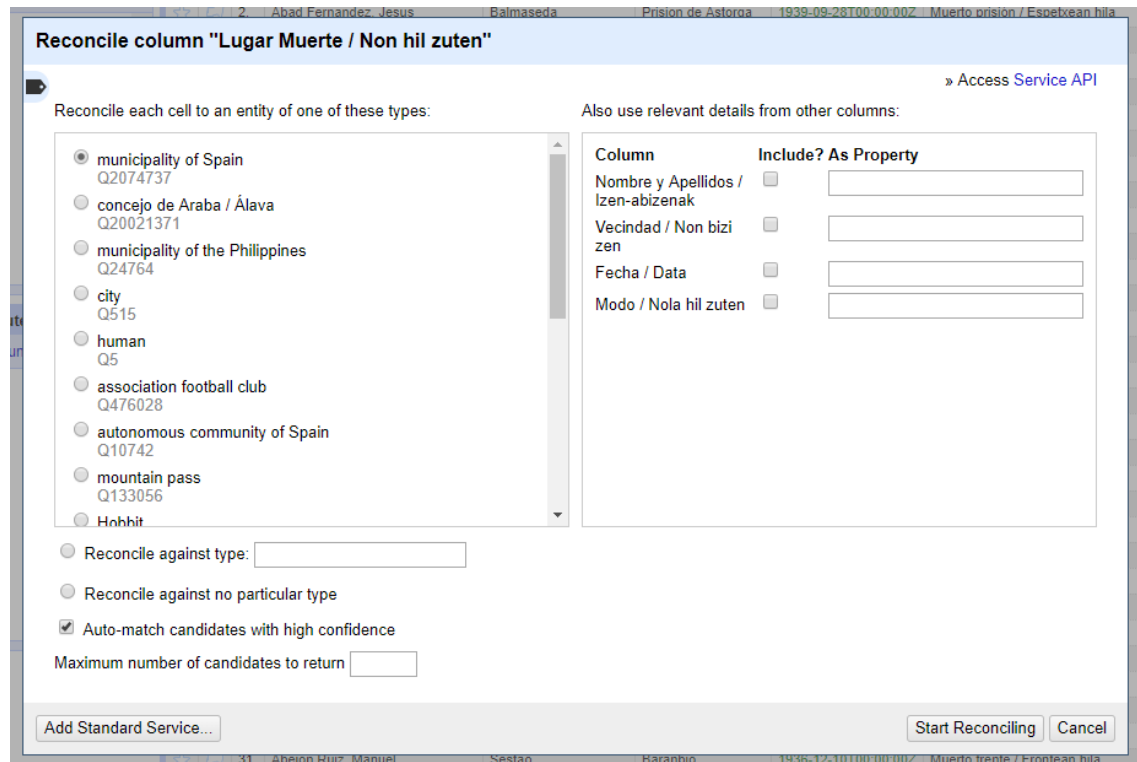 2. Abad Fernandez, Jesus Balmaseda Prision de Astorga 1939-09-28T00:00:00Z Muerto prisión / Espetxean hila
Reconcile column "Lugar Muerte / Non hil zuten"
» Access Service API
Reconcile each cell to an entity of one of these types:
municipality of Spain
Q2074737
concejo de Araba / Álava
Q20021371
municipality of the Philippines
Q24764
city
Q515
human
Q5
association football club
Q476028
autonomous community of Spain
Q10742
mountain pass
Q133056
Hobbit
Also use relevant details from other columns:
Column Include? As Property
Nombre y Apellidos /
Izen-abizenak
Vecindad / Non bizi
zen
Fecha / Data
Modo / Nola hil zuten
Reconcile against type:
Reconcile against no particular type
Auto-match candidates with high confidence
Maximum number of candidates to return
Add Standard Service...
Start Reconciling
Cancel
31. Abejon Ruiz, Manuel Sestao Baranbio 1936-12-10T00:00:00Z Muerto frente / Frontean hila